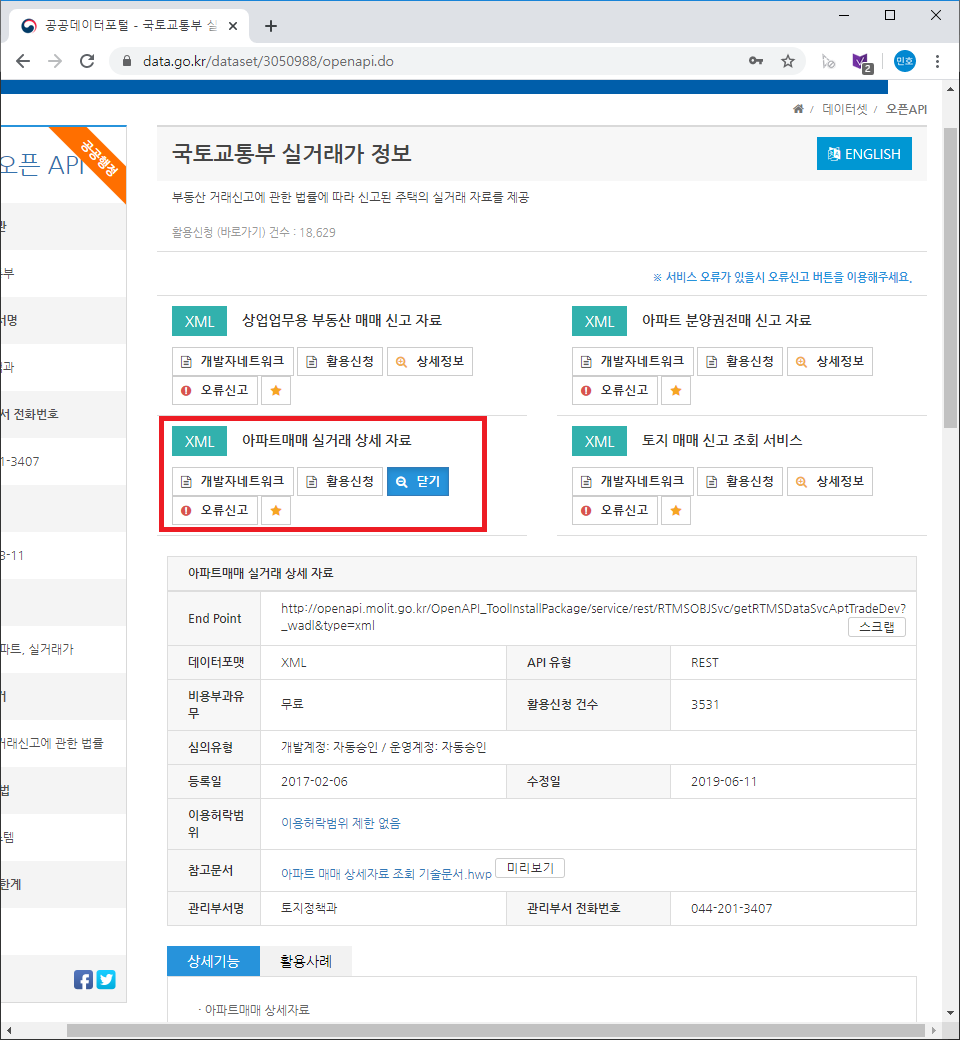 공공데이터포털 - 국토교통부 실
data.go.kr/dataset/3050988/openapi.do
2
민호
/ 데이터셋 / 오픈API
오픈 API
공공행정
국토교통부 실거래가 정보
ENGLISH
부동산 거래신고에 관한 법률에 따라 신고된 주택의 실거래 자료를 제공
활용신청 (바로가기) 건수 : 18,629
※ 서비스 오류가 있을시 오류신고 버튼을 이용해주세요.
XML 상업업무용 부동산 매매 신고 자료
개발자네트워크 활용신청 상세정보
오류신고
XML 아파트 분양권전매 신고 자료
개발자네트워크 활용신청 상세정보
오류신고
XML 아파트매매 실거래 상세 자료
개발자네트워크 활용신청 닫기
오류신고
XML 토지 매매 신고 조회 서비스
개발자네트워크 활용신청 상세정보
오류신고
서 전화번호
1-3407
3-11
파트, 실거래가
거래신고에 관한 법률
법
한계
아파트매매 실거래 상세 자료
End Point http://openapi.molit.go.kr/OpenAPI_ToolInstallPackage/service/rest/RTMSOBJSvc/getRTMSDataSvcAptTradeDev?
_wadl&type=xml
스크랩
데이터포맷 XML API 유형 REST
비용부과유
무 무료 활용신청 건수 3531
심의유형 개발계정: 자동승인 / 운영계정: 자동승인
등록일 2017-02-06 수정일 2019-06-11
이용허락범
위 이용허락범위 제한 없음
참고문서 아파트 매매 상세자료 조회 기술문서.hwp 미리보기
관리부서명 토지정책과 관리부서 전화번호 044-201-3407
상세기능 활용사례
· 아파트매매 상세자료